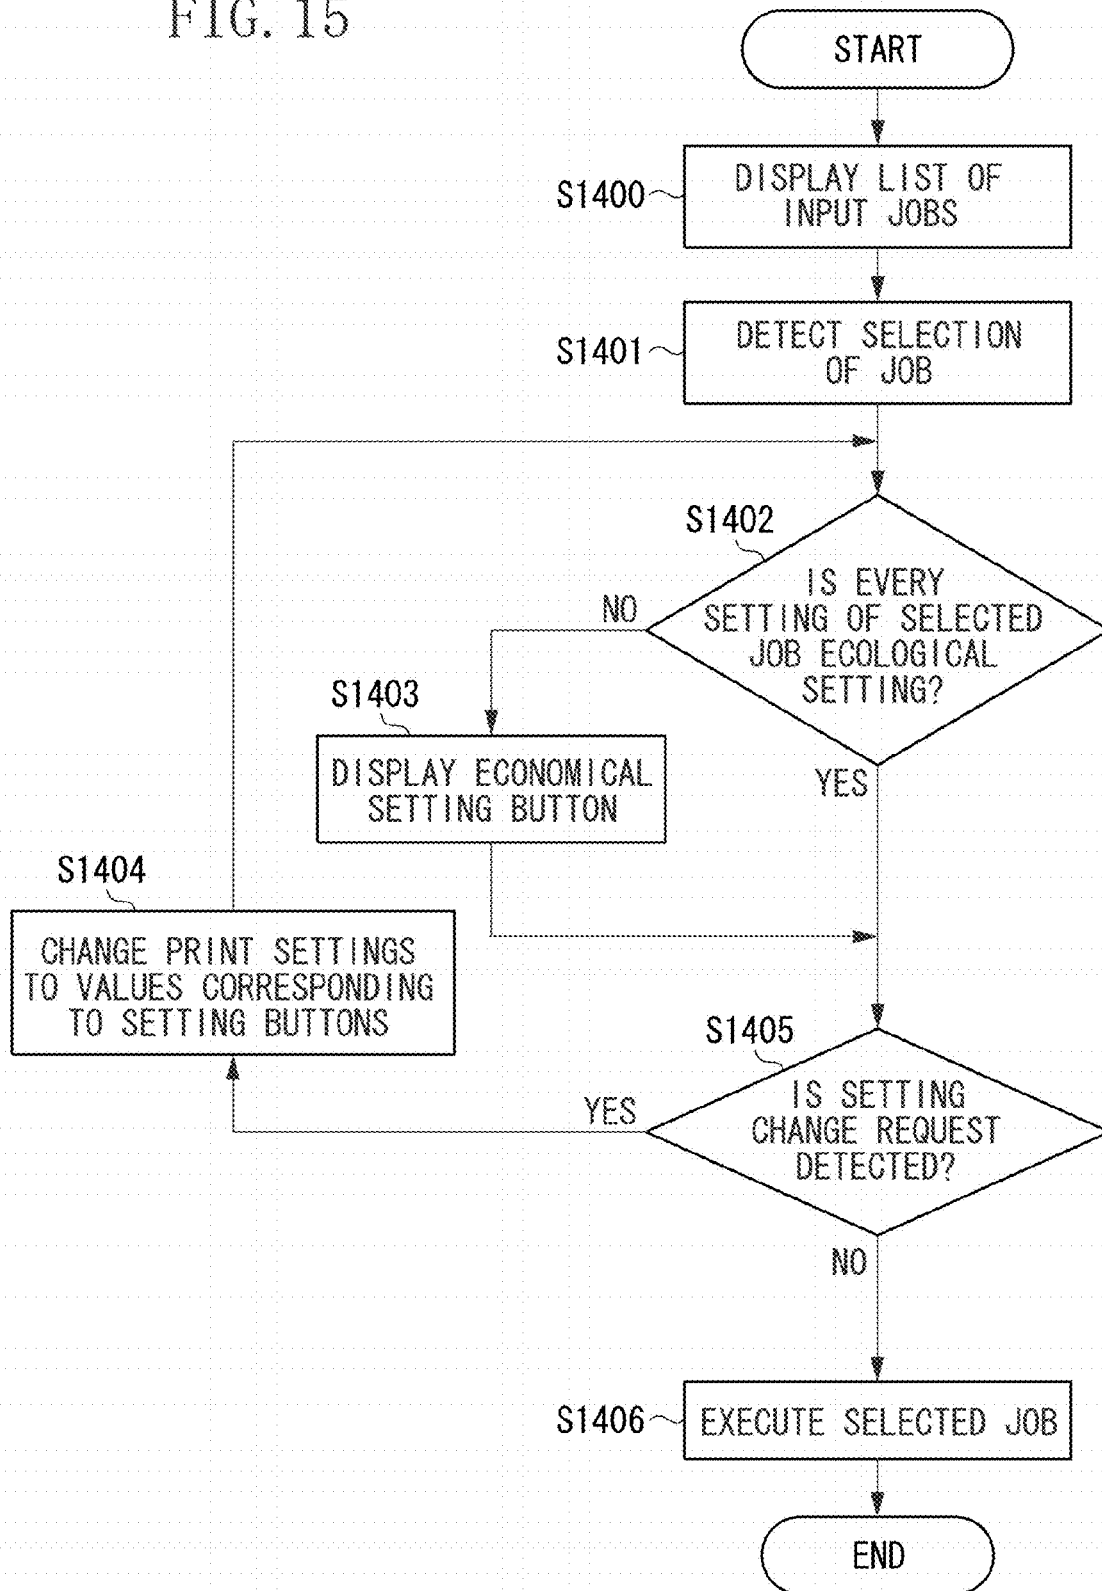 FIG. 15
START
S1400
DISPLAY LIST OF
INPUT JOBS
S1401
DETECT SELECTION
OF JOB
S1402
IS EVERY
SETTING OF SELECTED
JOB ECOLOGICAL
SETTING?
NO
YES
S1403
DISPLAY ECONOMICAL
SETTING BUTTON
S1404
CHANGE PRINT SETTINGS
TO VALUES CORRESPONDING
TO SETTING BUTTONS
S1405
IS SETTING
CHANGE REQUEST
DETECTED?
YES
NO
S1406
EXECUTE SELECTED JOB
END